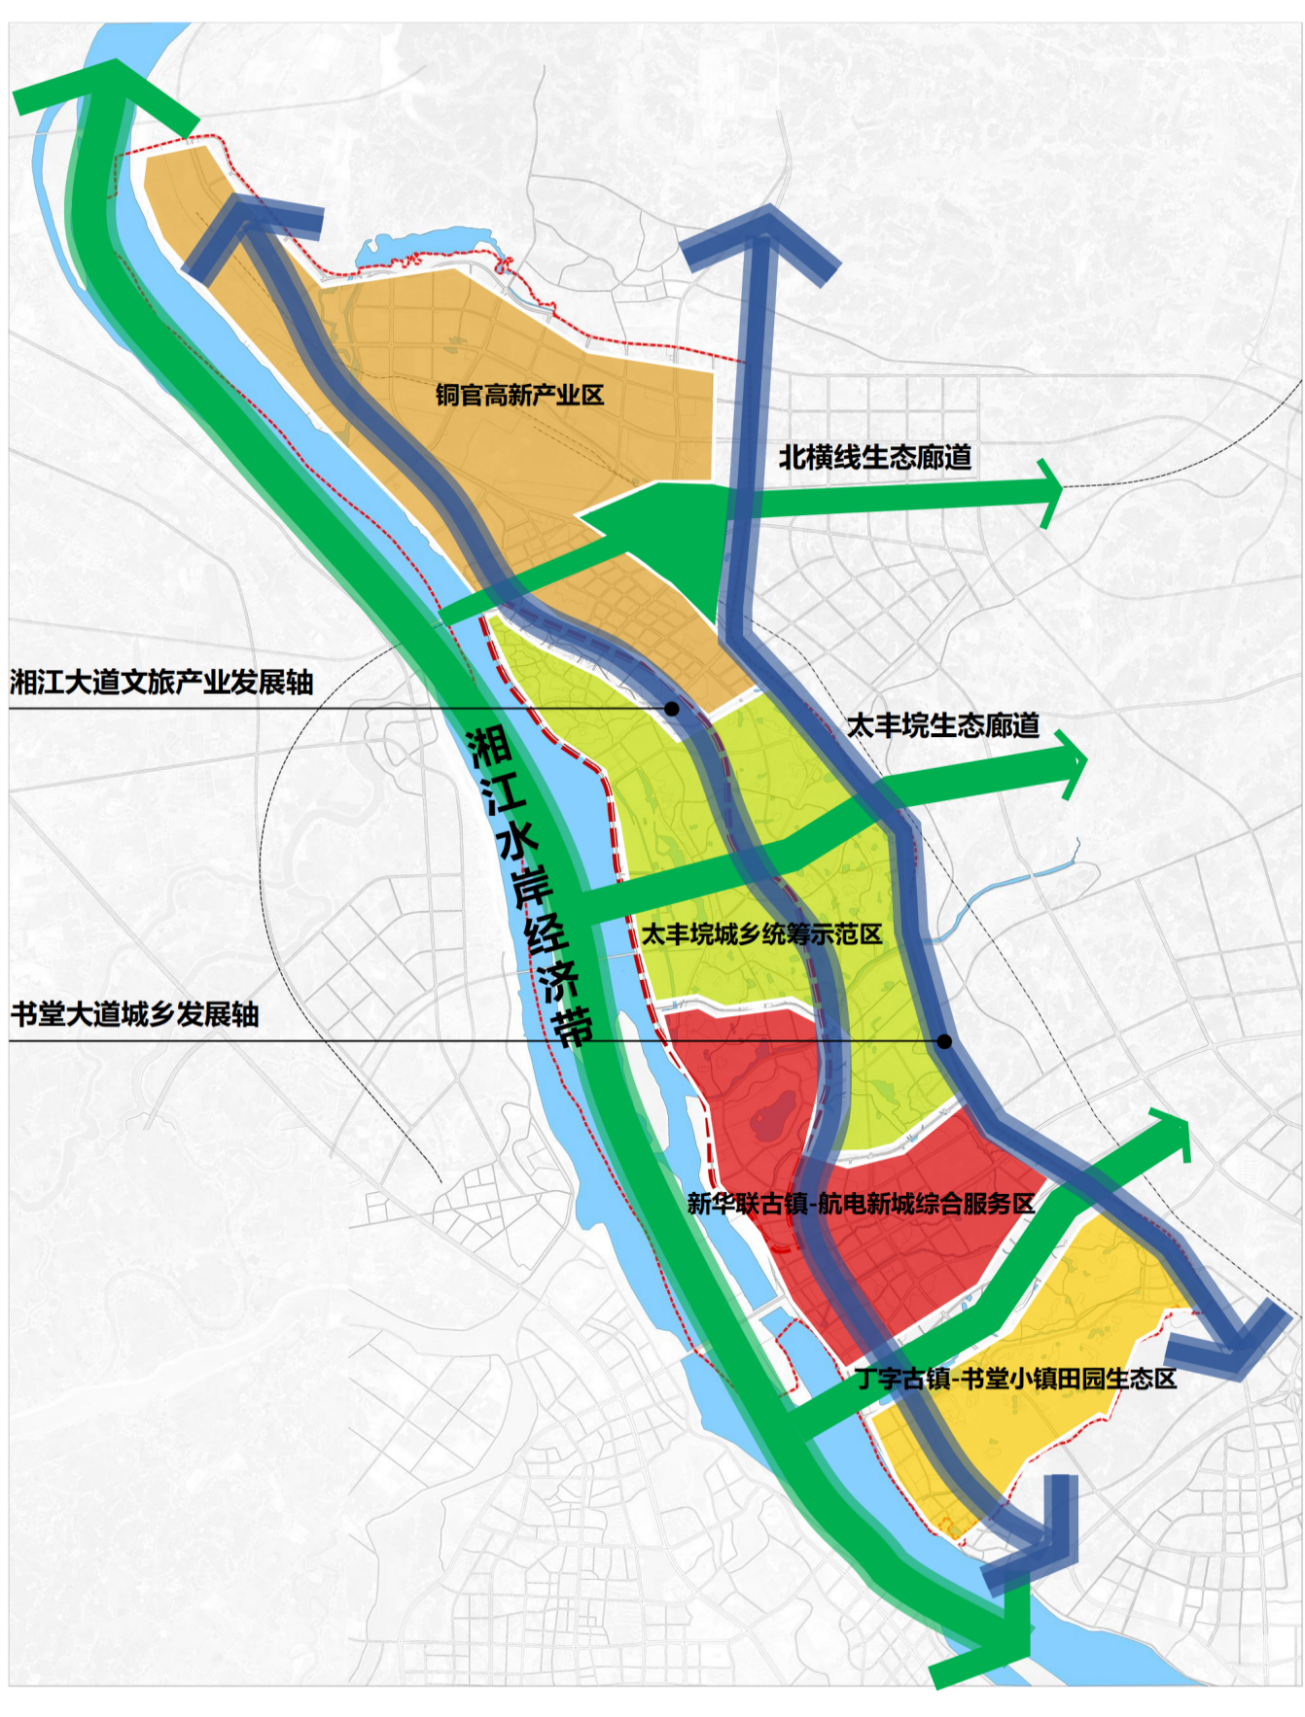 铜官高新产业区
北横线生态廊道
湘江大道文旅产业发展轴
太丰垸生态廊道
湘江水岸经济带
太丰垸城乡统筹示范区
书堂大道城乡发展轴
新华联古镇-航电新城综合服务区
丁字古镇-书堂小镇田园生态区